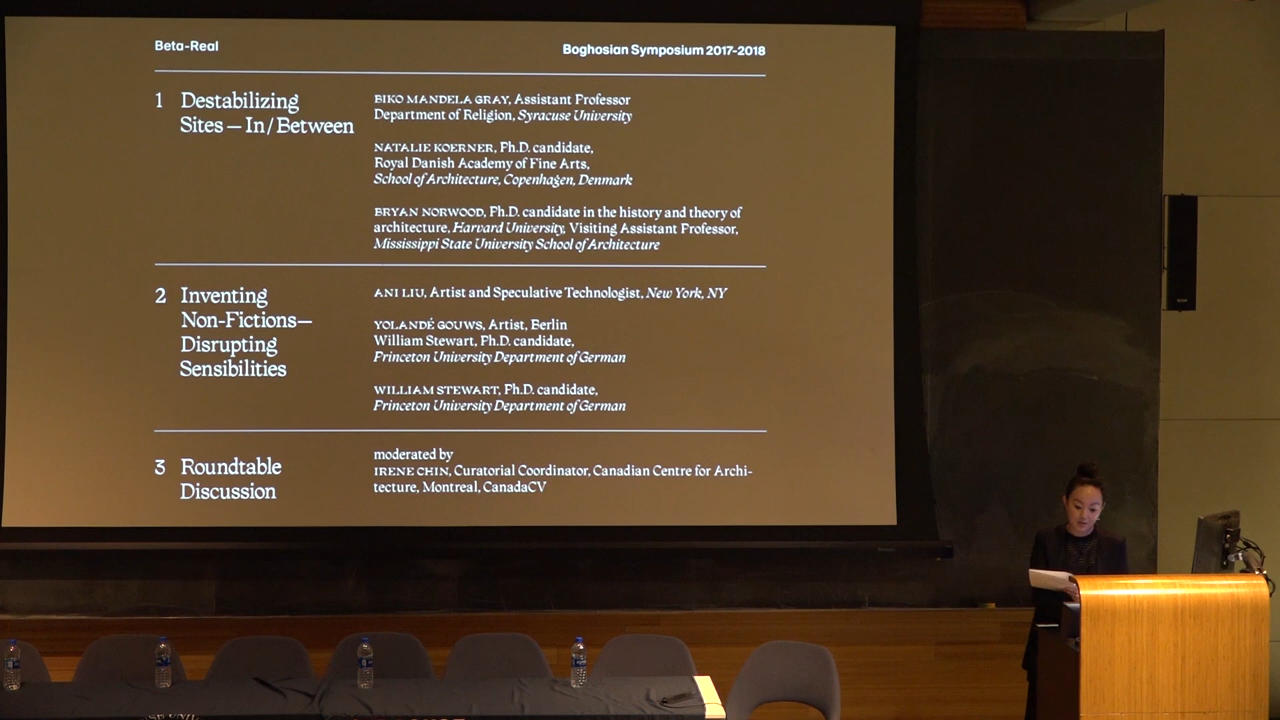 Beta-Real
Boghosian Symposium 2017-2018
1 Destabilizing
Sites — In/Between
BIKO MANDELA GRAY, Assistant Professor
Department of Religion, Syracuse University
NATALIE KOERNER, Ph.D. candidate,
Royal Danish Academy of Fine Arts,
School of Architecture, Copenhagen, Denmark
BRYAN NORWOOD, Ph.D. candidate in the history and theory of
architecture, Harvard University, Visiting Assistant Professor,
Mississippi State University School of Architecture
2 Inventing
Non-Fictions—
Disrupting
Sensibilities
ANI LIU, Artist and Speculative Technologist, New York, NY
YOLANDÉ GOUWS, Artist, Berlin
William Stewart, Ph.D. candidate,
Princeton University Department of German
WILLIAM STEWART, Ph.D. candidate,
Princeton University Department of German
3 Roundtable
Discussion
moderated by
IRENE CHIN, Curatorial Coordinator, Canadian Centre for Archi-
tecture, Montreal, CanadaCV